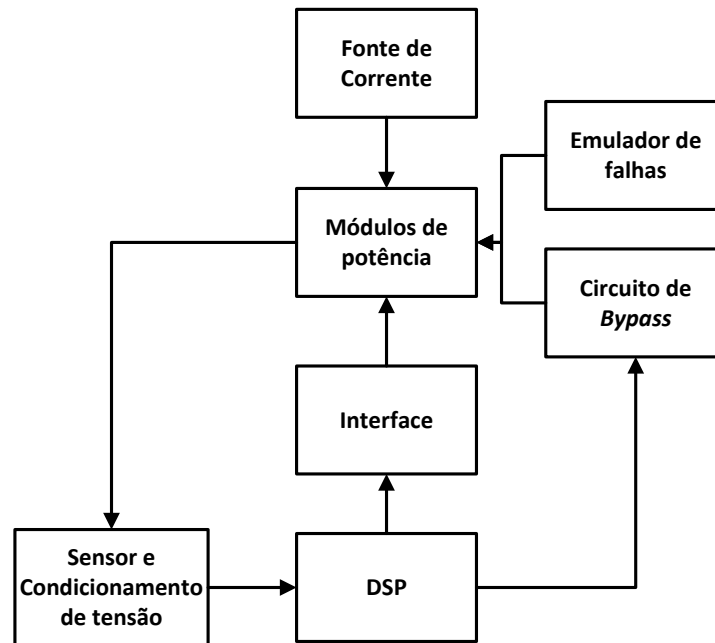 Fonte de
Corrente
Emulador de
falhas
Módulos de
potência
Circuito de
Bypass
Interface
Sensor e
Condicionamento
de tensão
DSP